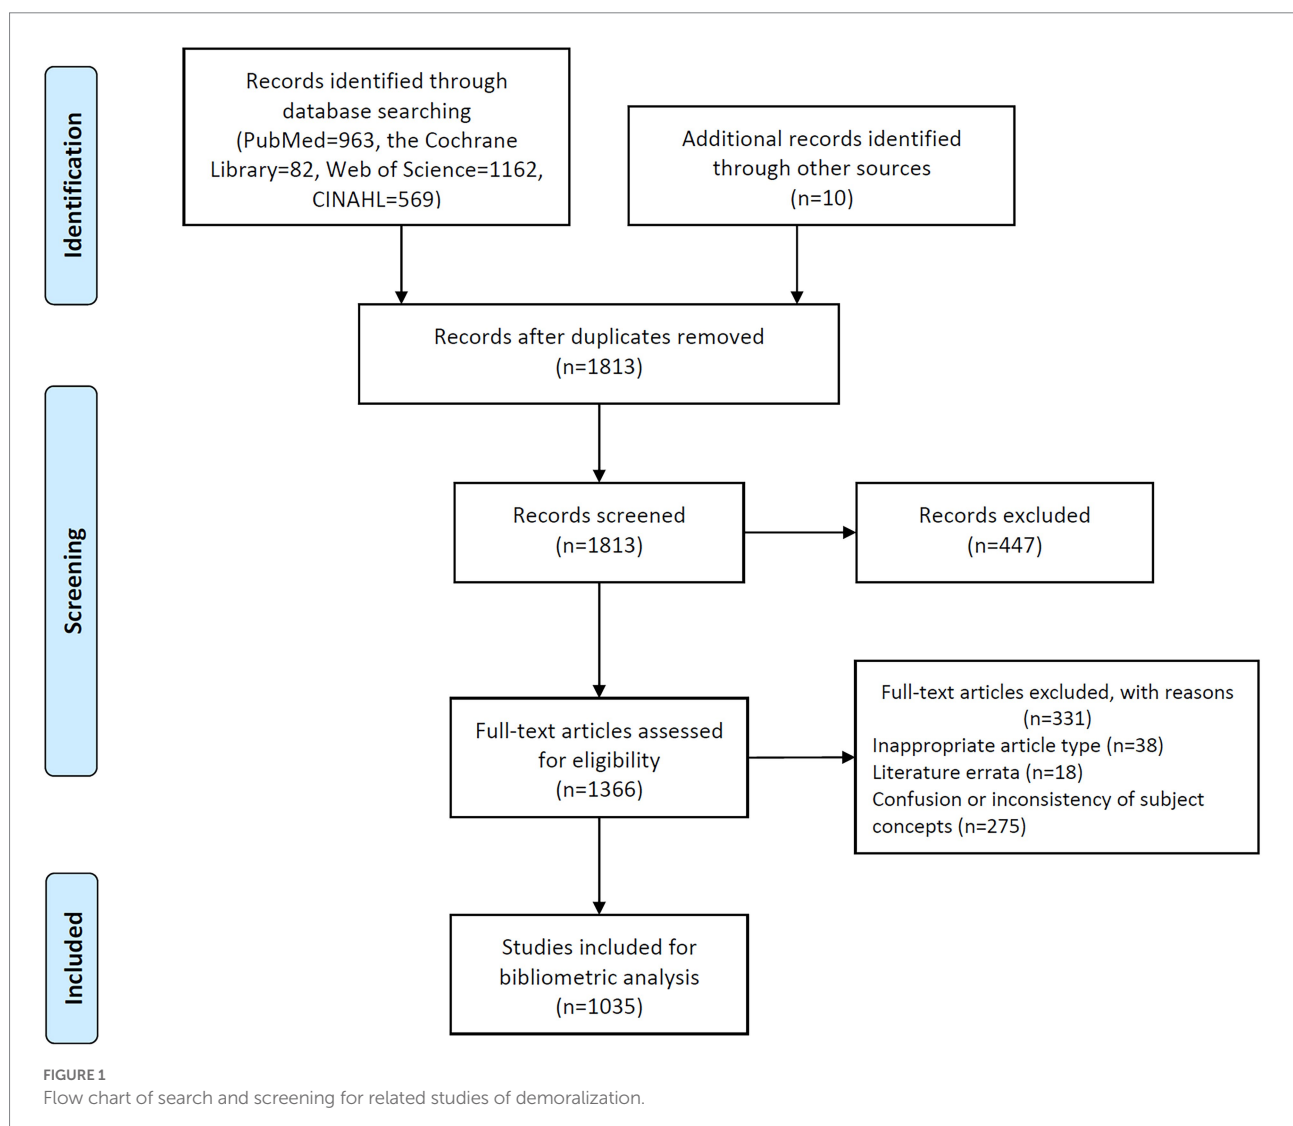 Identification
Records identified through
database searching
(PubMed=963, the Cochrane
Library=82, Web of Science=1162,
CINAHL=569)
Additional records identified
through other sources
(n=10)
Records after duplicates removed
(n=1813)
Screening
Records screened
(n=1813)
Records excluded
(n=447)
Full-text articles assessed
for eligibility
(n=1366)
Full-text articles excluded, with reasons
(n=331)
Inappropriate article type (n=38)
Literature errata (n=18)
Confusion or inconsistency of subject
concepts (n=275)
Included
Studies included for
bibliometric analysis
(n=1035)
FIGURE 1
Flow chart of search and screening for related studies of demoralization.